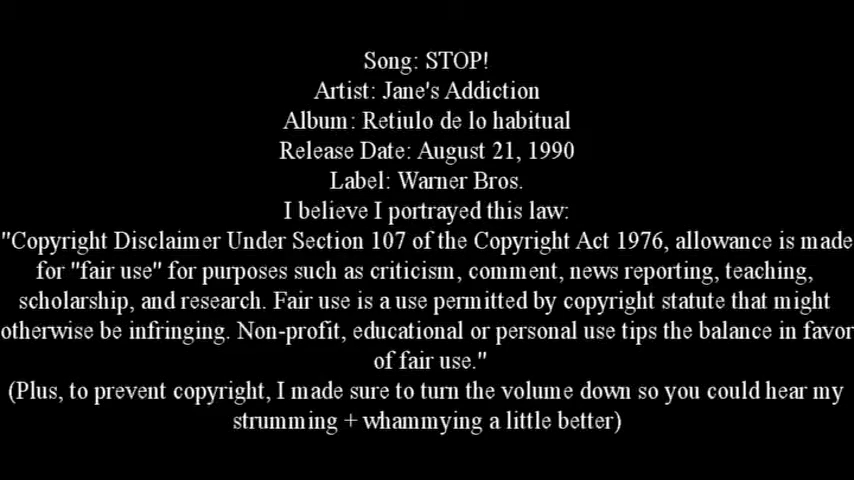 Song: STOP!
Artist: Jane's Addiction
Album: Retiulo de lo habitual
Release Date: August 21, 1990
Label: Warner Bros.
I believe I portrayed this law:
"Copyright Disclaimer Under Section 107 of the Copyright Act 1976, allowance is made
for "fair use" for purposes such as criticism, comment, news reporting, teaching,
scholarship, and research. Fair use is a use permitted by copyright statute that might
otherwise be infringing. Non-profit, educational or personal use tips the balance in favor
of fair use."
(Plus, to prevent copyright, I made sure to turn the volume down so you could hear my
strumming + whammying a little better)